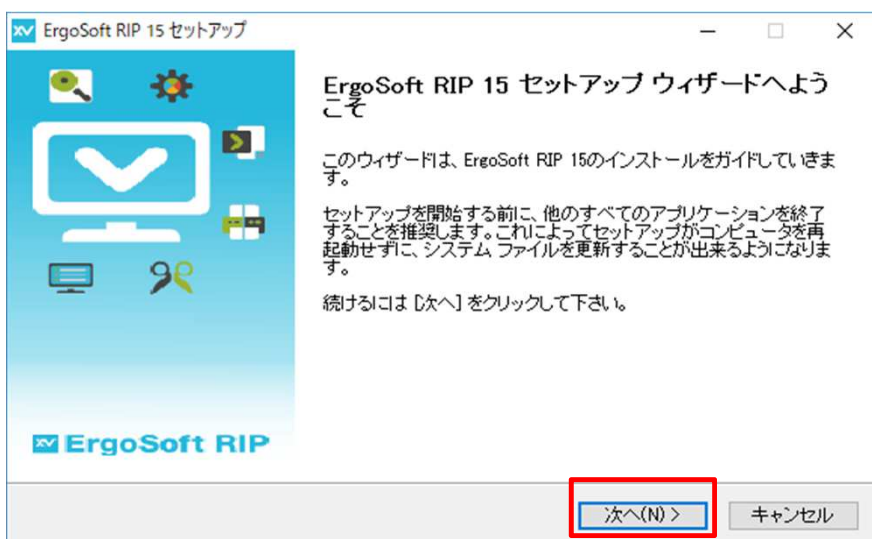 ErgoSoft RIP 15 セットアップ
ErgoSoft RIP 15 セットアップ ウィザードへよう
こそ
このウィザードは、ErgoSoft RIP 15のインストールをガイドしていきま
す。
セットアップを開始する前に、他のすべてのアプリケーションを終了
することを推奨します。これによってセットアップがコンピュータを再
起動せずに、システム ファイルを更新することが出来るようになりま
す。
続けるには [次へ] をクリックして下さい。
ErgoSoft RIP
次へ(N) >
キャンセル